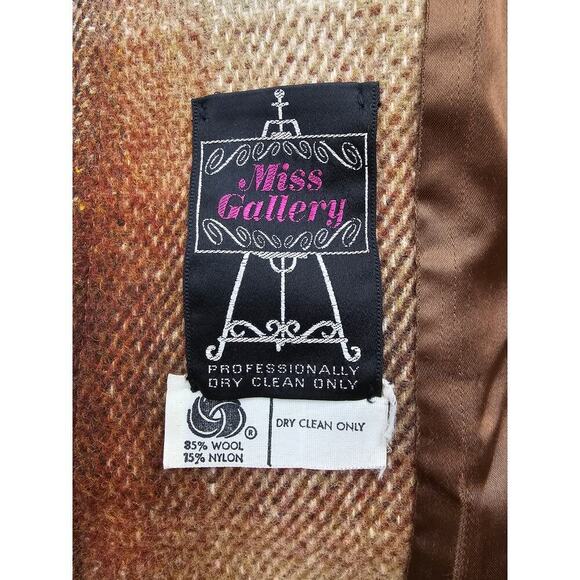 Miss
Gallery
PROFESSIONALLY
DRY CLEAN ONLY
®
85% WOOL
15% NYLON
DRY CLEAN ONLY